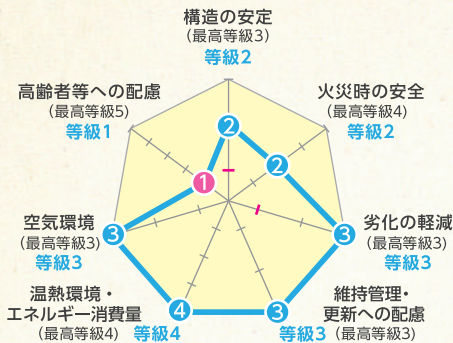 構造の安定
(最高等級3)
等級2
火災時の安全
(最高等級4)
等級2
劣化の軽減
(最高等級3)
等級3
維持管理・
更新への配慮
等級3 (最高等級3)
温熱環境・
エネルギー消費量
(最高等級4) 等級4
空気環境
(最高等級3)
等級3
高齢者等への配慮
(最高等級5)
等級1
2
2
3
3
4
3
1